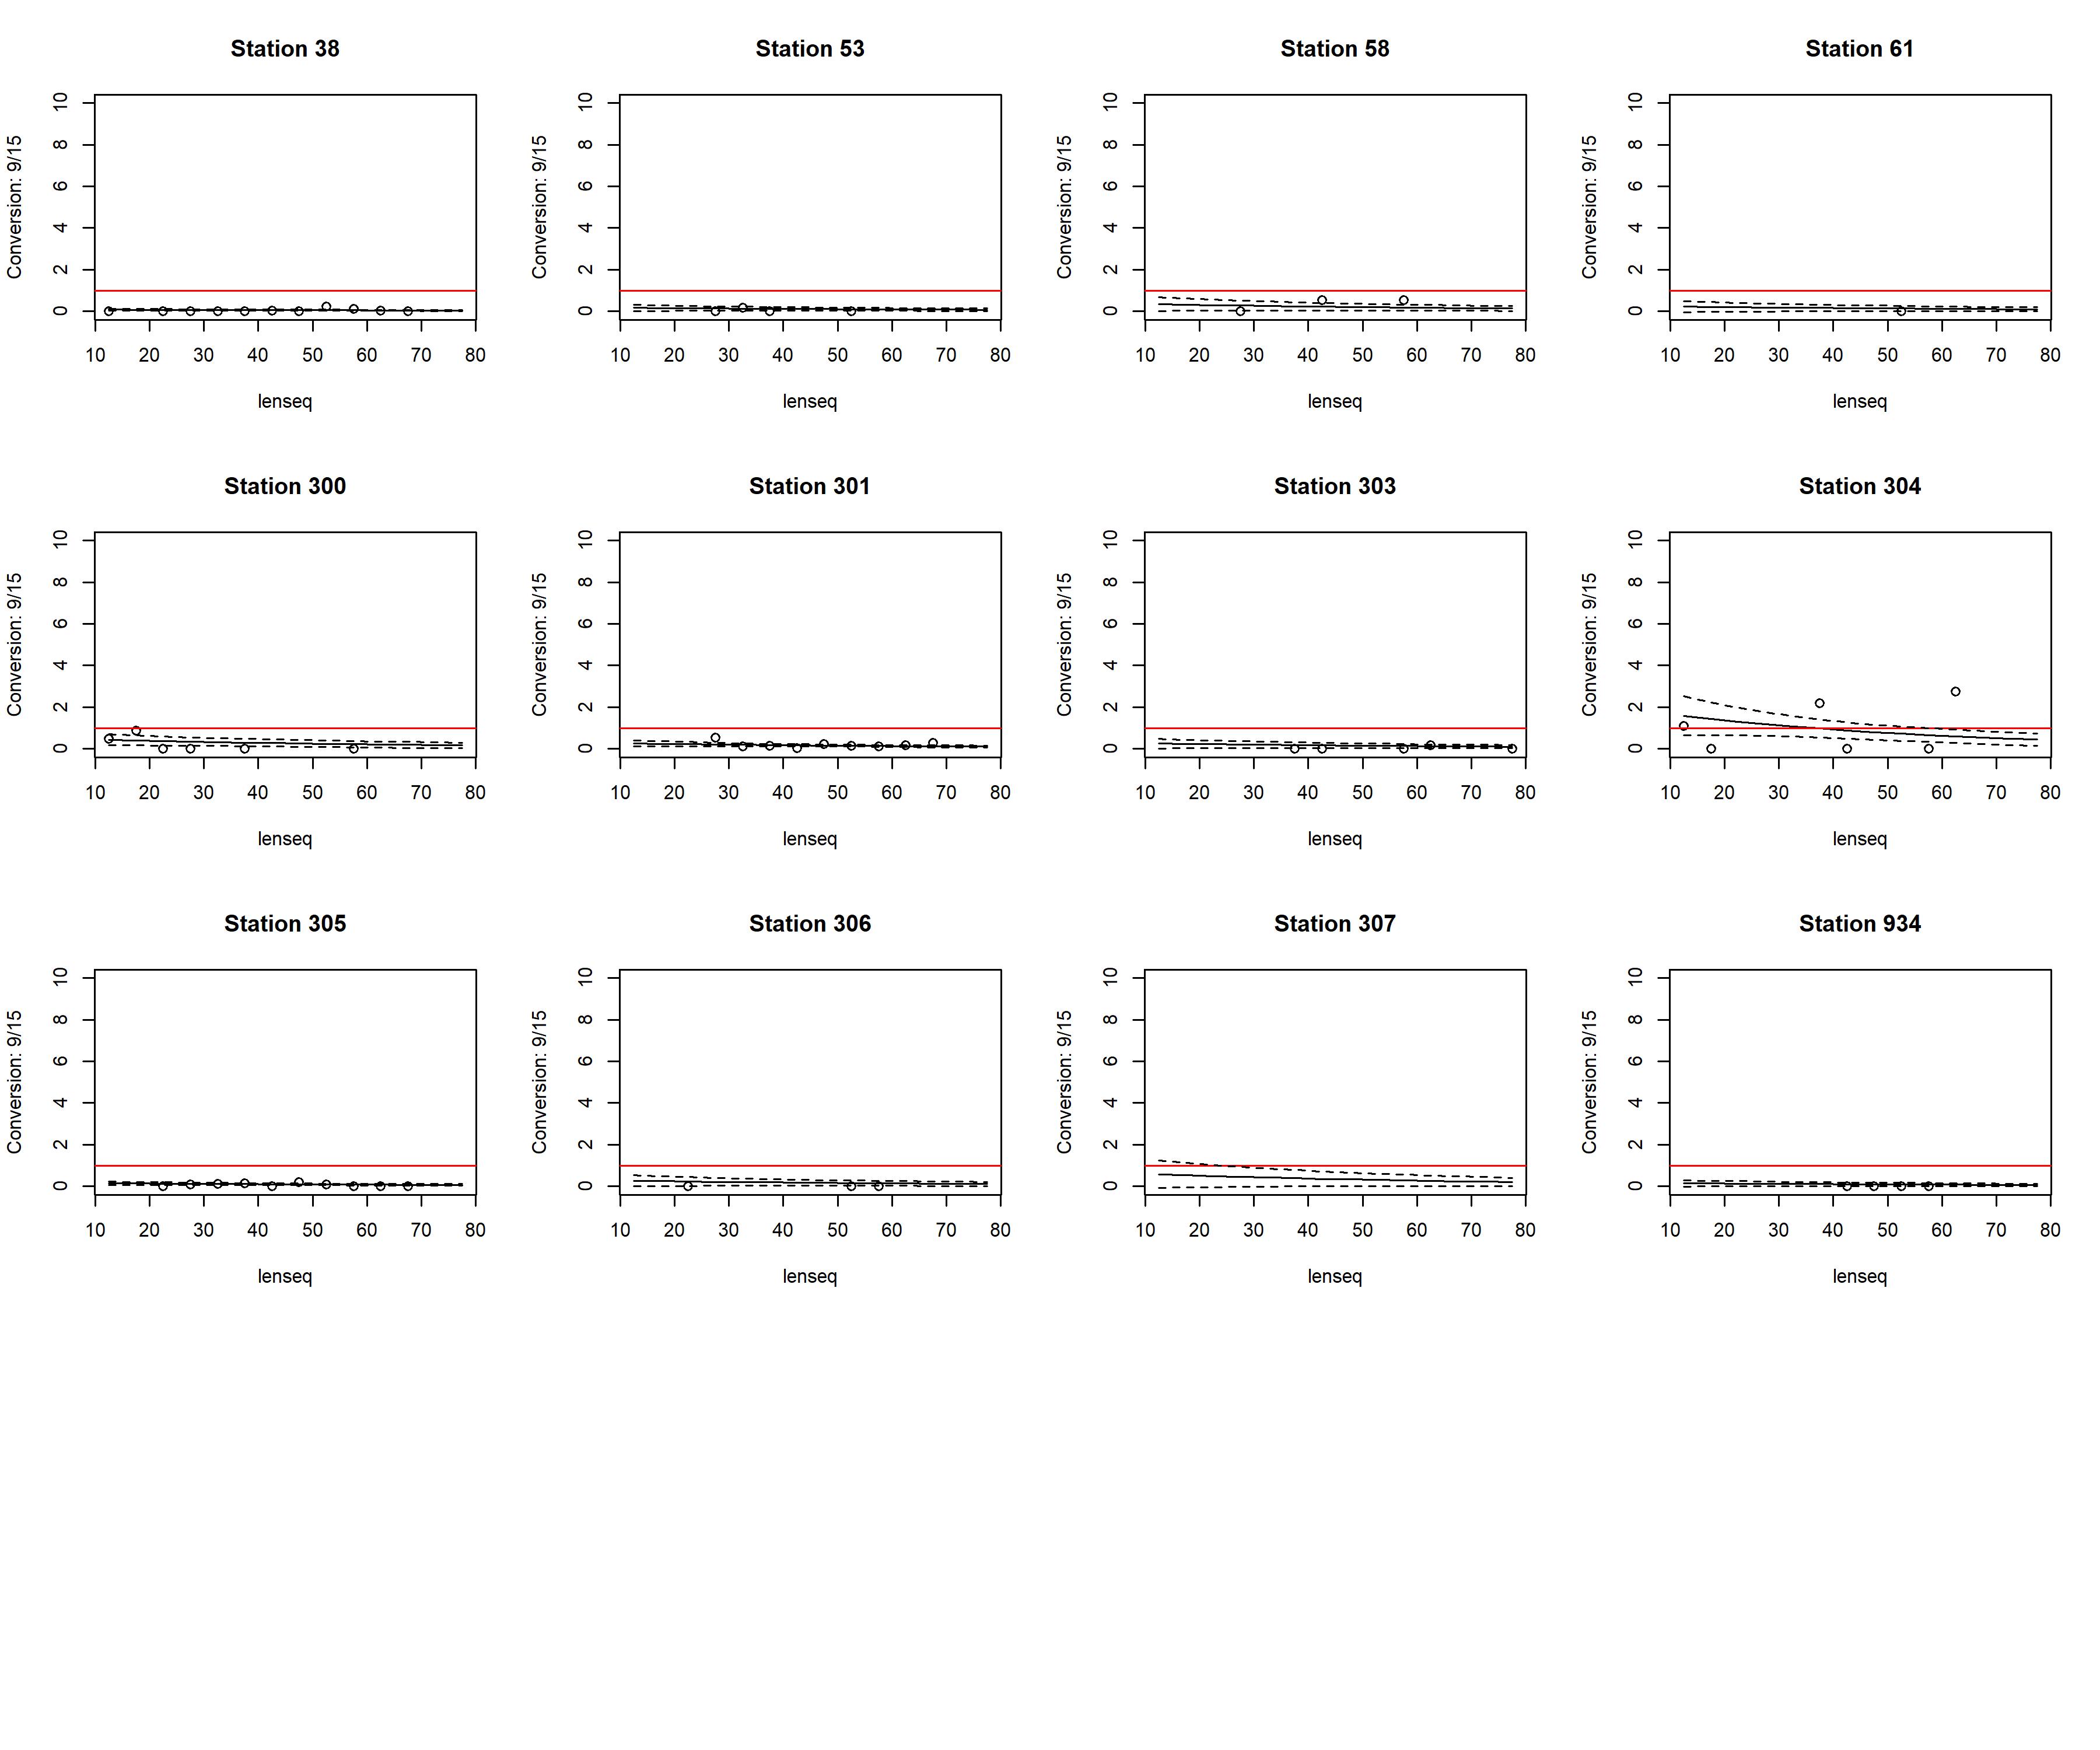 Station 38
Conversion: 9/15
0 2 4 6 8 10
10 20 30 40 50 60 70 80
lenseq
Station 53
Conversion: 9/15
0 2 4 6 8 10
10 20 30 40 50 60 70 80
lenseq
Station 58
Conversion: 9/15
0 2 4 6 8 10
10 20 30 40 50 60 70 80
lenseq
Station 61
Conversion: 9/15
0 2 4 6 8 10
10 20 30 40 50 60 70 80
lenseq
Station 300
Conversion: 9/15
0 2 4 6 8 10
10 20 30 40 50 60 70 80
lenseq
Station 301
Conversion: 9/15
0 2 4 6 8 10
10 20 30 40 50 60 70 80
lenseq
Station 303
Conversion: 9/15
0 2 4 6 8 10
10 20 30 40 50 60 70 80
lenseq
Station 304
Conversion: 9/15
0 2 4 6 8 10
10 20 30 40 50 60 70 80
lenseq
Station 305
Conversion: 9/15
0 2 4 6 8 10
10 20 30 40 50 60 70 80
lenseq
Station 306
Conversion: 9/15
0 2 4 6 8 10
10 20 30 40 50 60 70 80
lenseq
Station 307
Conversion: 9/15
0 2 4 6 8 10
10 20 30 40 50 60 70 80
lenseq
Station 934
Conversion: 9/15
0 2 4 6 8 10
10 20 30 40 50 60 70 80
lenseq